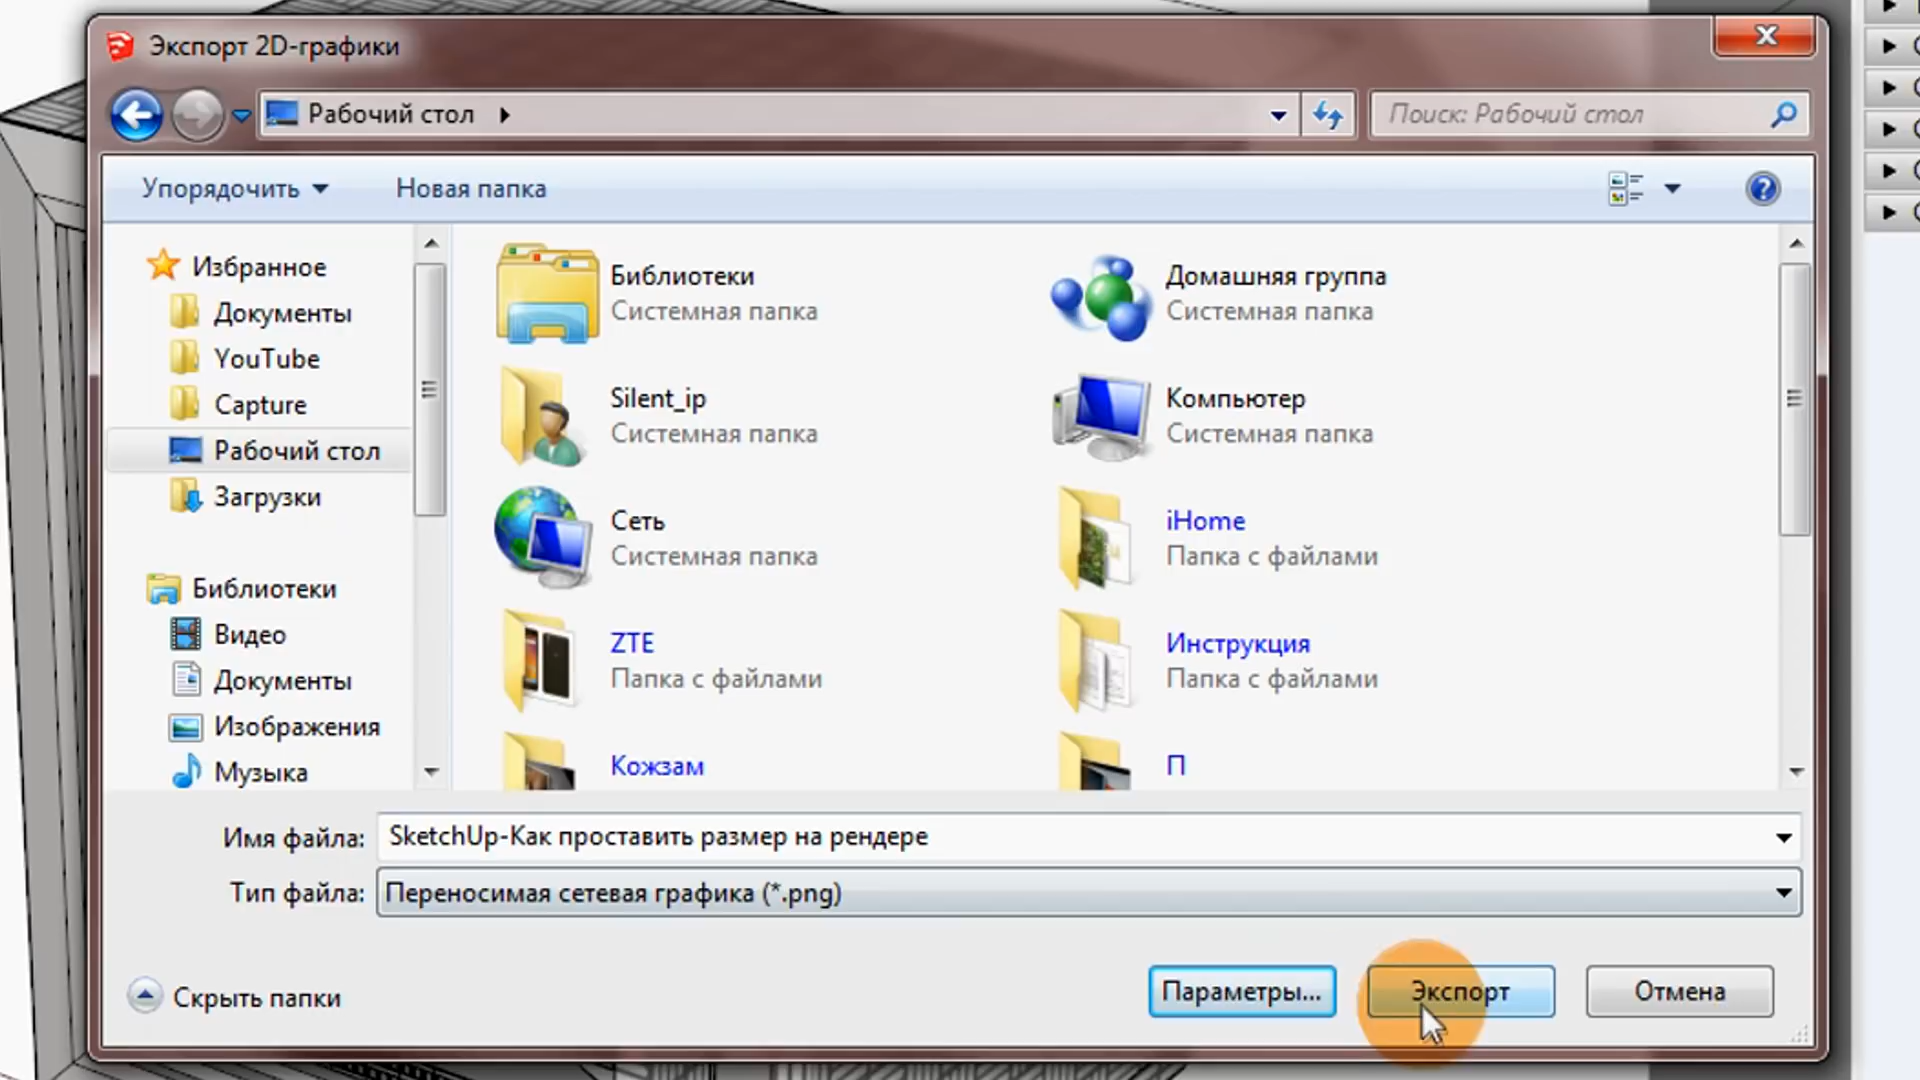 Экспорт 2D-графики
Рабочий стол
Поиск: Рабочий стол
Упорядочить
Новая папка
Избранное
Документы
YouTube
Capture
Рабочий стол
Загрузки
Библиотеки
Видео
Документы
Изображения
Музыка
Библиотеки
Системная папка
Домашняя группа
Системная папка
Silent_ip
Системная папка
Компьютер
Системная папка
Сеть
Системная папка
iHome
Папка с файлами
ZTE
Папка с файлами
Инструкция
Папка с файлами
Кожзам
П
Имя файла: SketchUp-Как проставить размер на рендере
Тип файла: Переносимая сетевая графика (*.png)
Скрыть папки
Параметры...
Экспорт
Отмена